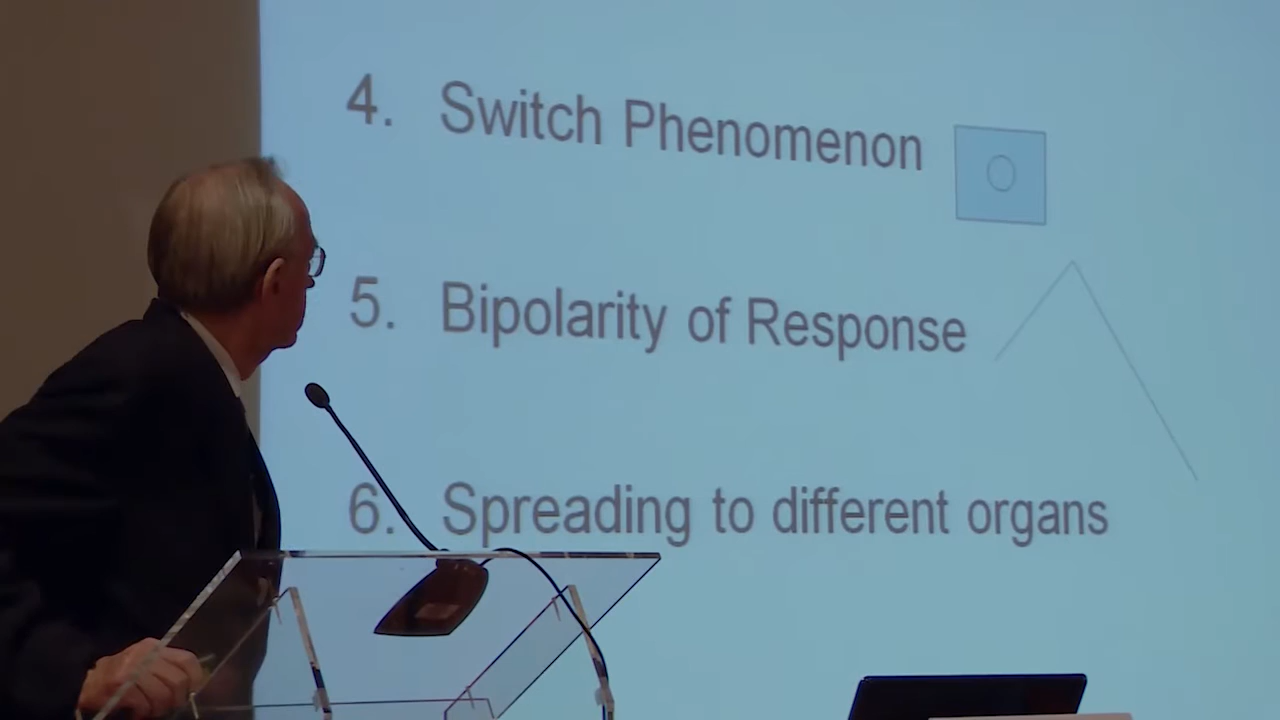 4. Switch Phenomenon
5. Bipolarity of Response
6. Spreading to different organs